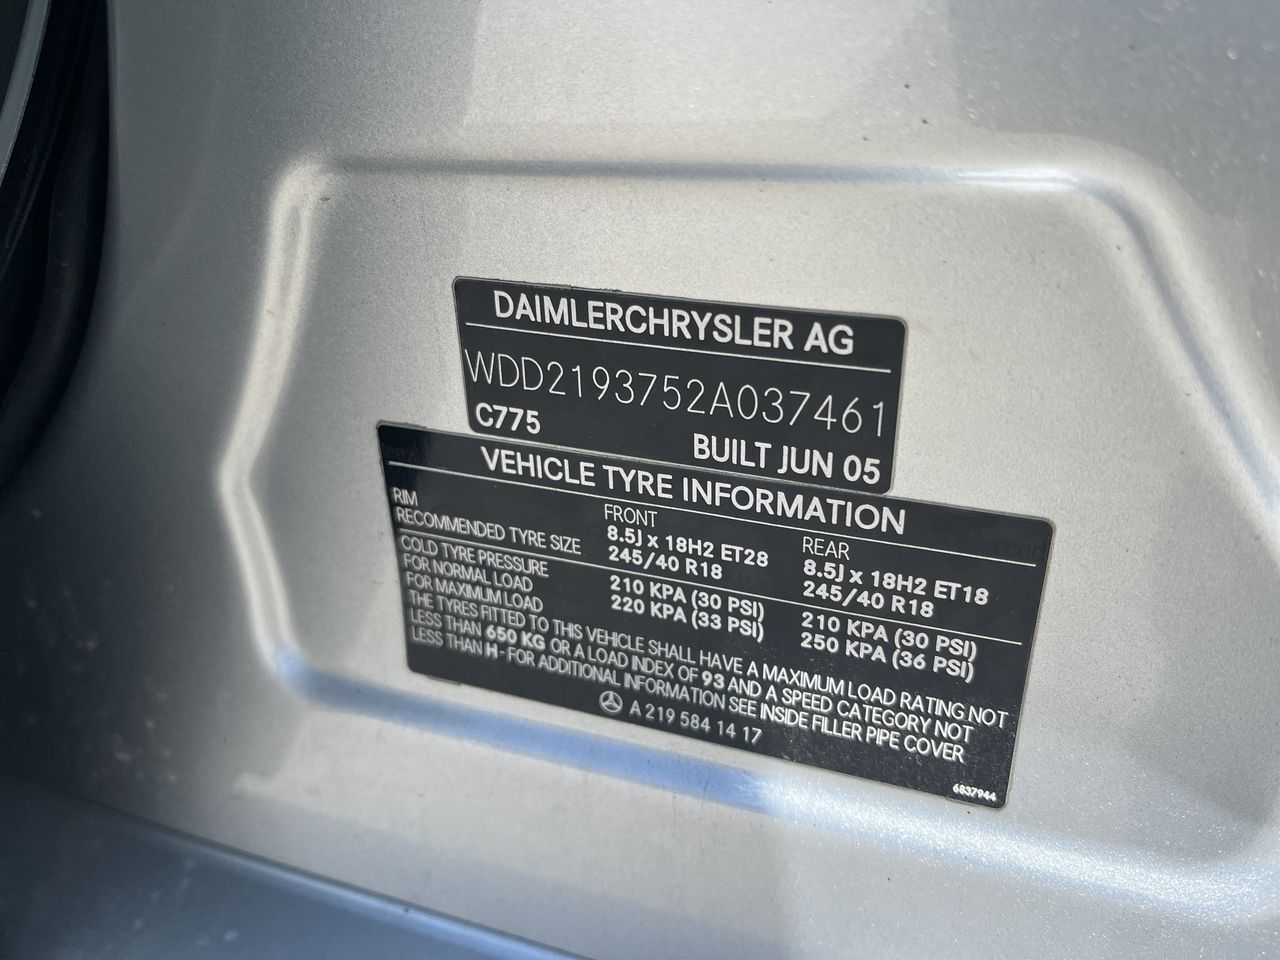 DAIMLERCHRYSLER AG
WDD2193752A037461
C775
BUILT JUN 05
VEHICLE TYRE INFORMATION
FRONT REAR
RIM 8.5J x 18H2 ET28 8.5J x 18H2 ET18
RECOMMENDED TYRE SIZE 245/40 R18 245/40 R18
COLD TYRE PRESSURE
FOR NORMAL LOAD 210 KPA (30 PSI) 210 KPA (30 PSI)
FOR MAXIMUM LOAD 220 KPA (33 PSI) 250 KPA (36 PSI)
THE TYRES FITTED TO THIS VEHICLE SHALL HAVE A MAXIMUM LOAD RATING NOT
LESS THAN 650 KG OR A LOAD INDEX OF 93 AND A SPEED CATEGORY NOT
LESS THAN H - FOR ADDITIONAL INFORMATION SEE INSIDE FILLER PIPE COVER
A 219 584 14 17
6837944